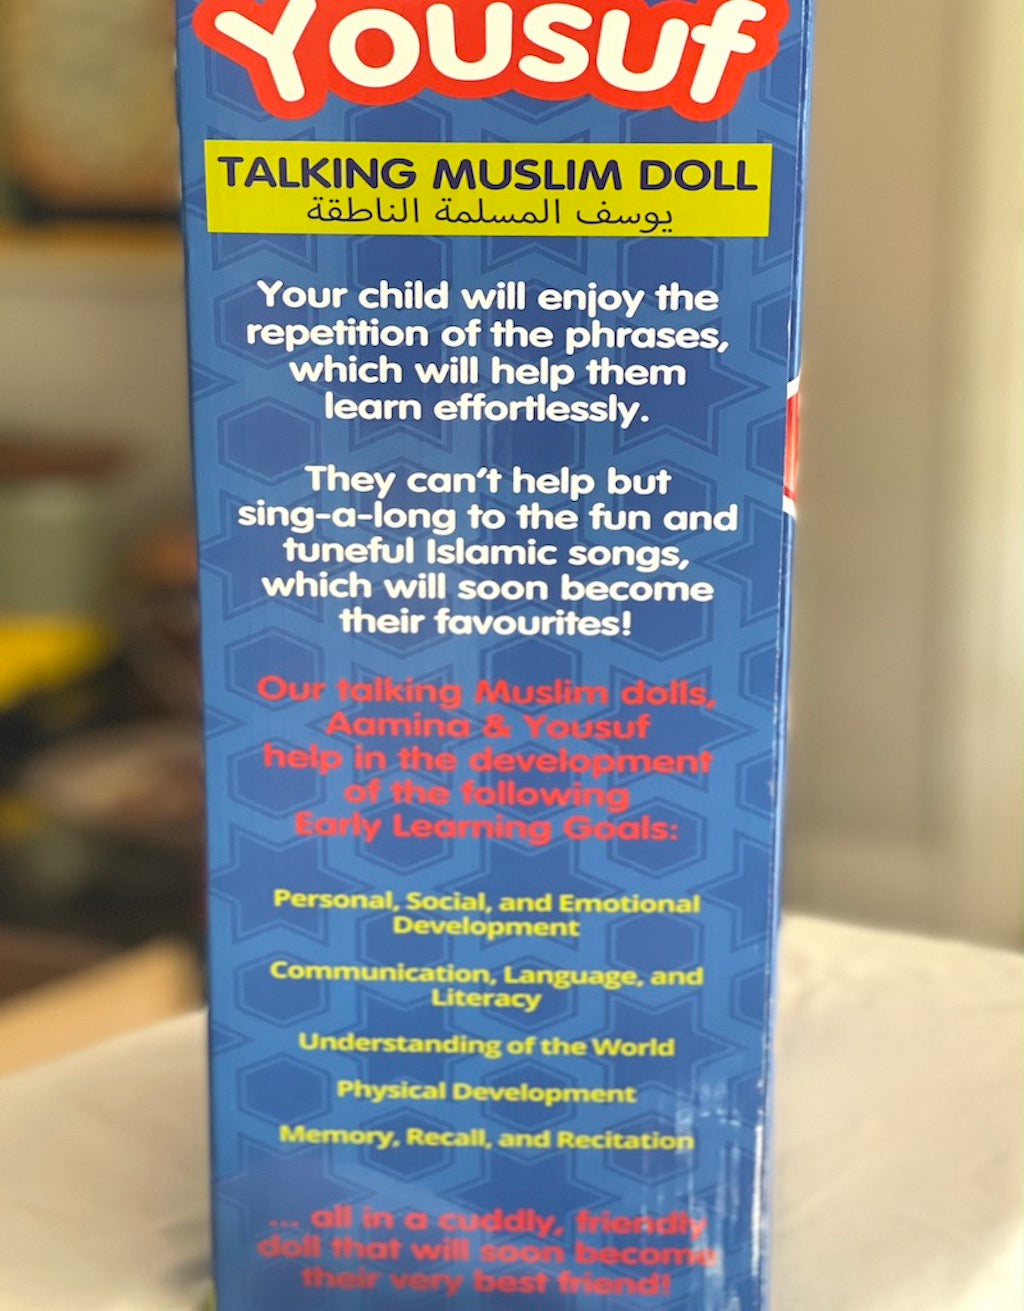 Yousuf
TALKING MUSLIM DOLL
يوسف المسلمة الناطقة
Your child will enjoy the
repetition of the phrases,
which will help them
learn effortlessly.
They can't help but
sing-a-long to the fun and
tuneful Islamic songs,
which will soon become
their favourites!
Our talking Muslim dolls,
Aamina & Yousuf
help in the development
of the following
Early Learning Goals:
Personal, Social, and Emotional
Development
Communication, Language, and
Literacy
Understanding of the World
Physical Development
Memory, Recall, and Recitation
... all in a cuddly, friendly
doll that will soon become
their very best friend!